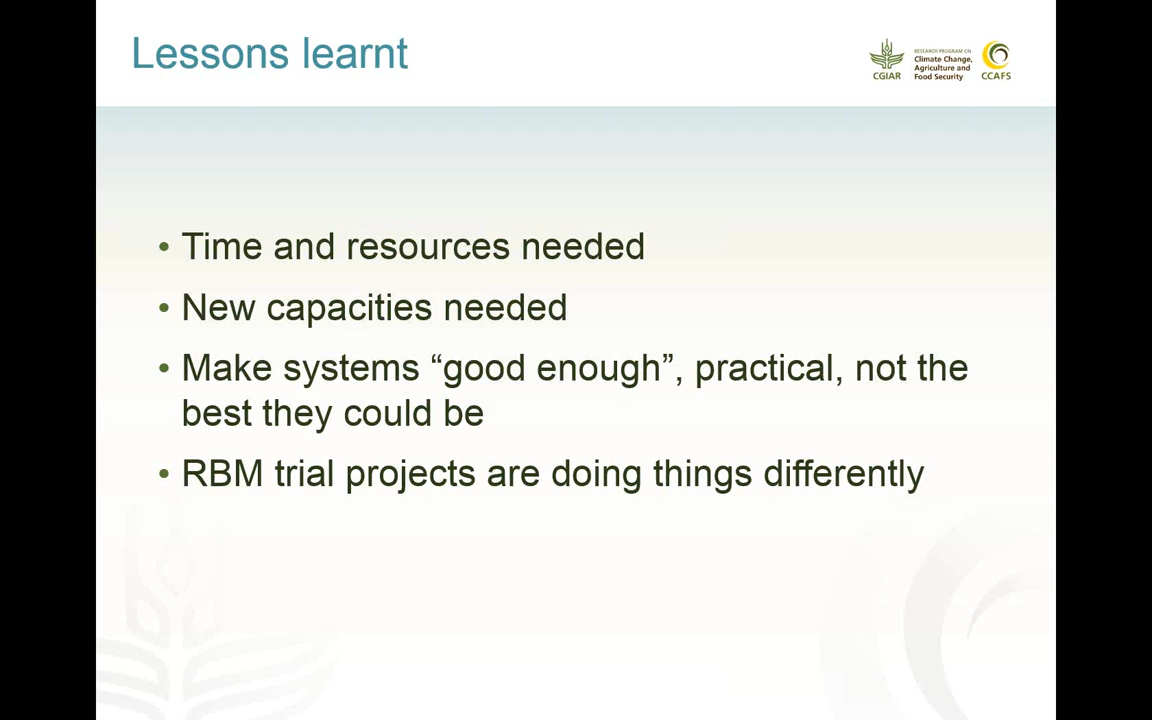 Lessons learnt
RESEARCH PROGRAM ON
Climate Change,
Agriculture and
Food Security
CGIAR
CCAFS
• Time and resources needed
• New capacities needed
• Make systems “good enough”, practical, not the
best they could be
• RBM trial projects are doing things differently